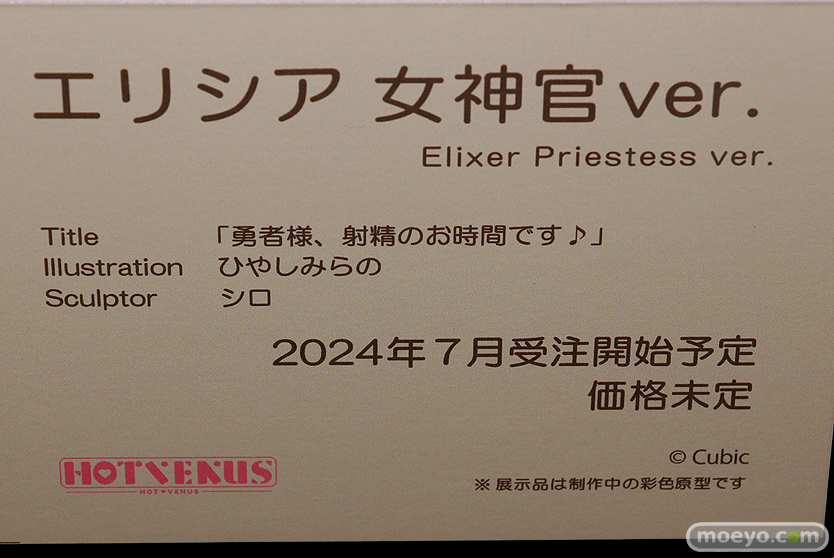 エリシア 女神官ver.
Elixer Priestess ver.
Title 「勇者様、射精のお時間です♪」
Illustration ひやしみらの
Sculptor シロ
2024年7月受注開始予定
価格未定
HOTVENUS
HOT♥VENUS
© Cubic
※展示品は制作中の彩色原型です
moeyo.com